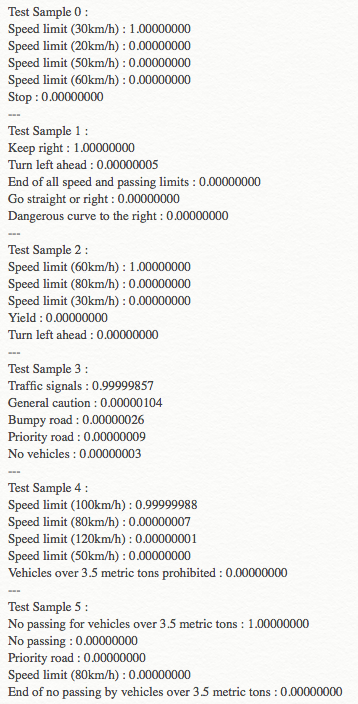 Test Sample 0 :
Speed limit (30km/h) : 1.00000000
Speed limit (20km/h) : 0.00000000
Speed limit (50km/h) : 0.00000000
Speed limit (60km/h) : 0.00000000
Stop : 0.00000000
---
Test Sample 1 :
Keep right : 1.00000000
Turn left ahead : 0.00000005
End of all speed and passing limits : 0.00000000
Go straight or right : 0.00000000
Dangerous curve to the right : 0.00000000
---
Test Sample 2 :
Speed limit (60km/h) : 1.00000000
Speed limit (80km/h) : 0.00000000
Speed limit (30km/h) : 0.00000000
Yield : 0.00000000
Turn left ahead : 0.00000000
---
Test Sample 3 :
Traffic signals : 0.99999857
General caution : 0.00000104
Bumpy road : 0.00000026
Priority road : 0.00000009
No vehicles : 0.00000003
---
Test Sample 4 :
Speed limit (100km/h) : 0.99999988
Speed limit (80km/h) : 0.00000007
Speed limit (120km/h) : 0.00000001
Speed limit (50km/h) : 0.00000000
Vehicles over 3.5 metric tons prohibited : 0.00000000
---
Test Sample 5 :
No passing for vehicles over 3.5 metric tons : 1.00000000
No passing : 0.00000000
Priority road : 0.00000000
Speed limit (80km/h) : 0.00000000
End of no passing by vehicles over 3.5 metric tons : 0.00000000